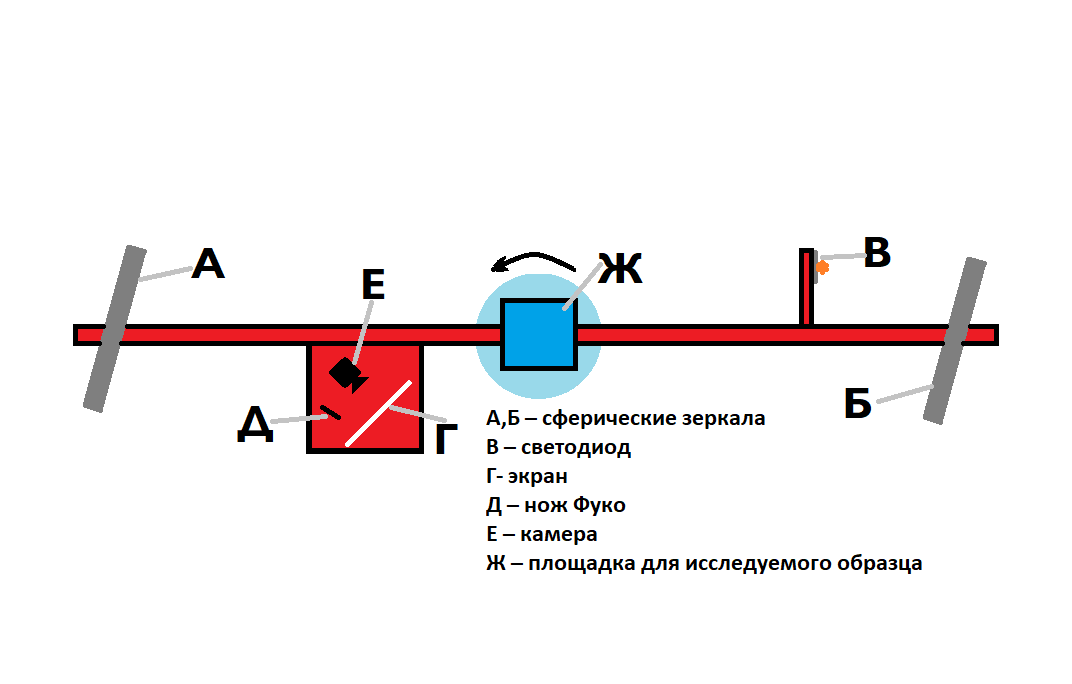 А
Е
Ж
В
Д
Г
Б
А,Б – сферические зеркала
В – светодиод
Г- экран
Д – нож Фуко
Е – камера
Ж – площадка для исследуемого образца